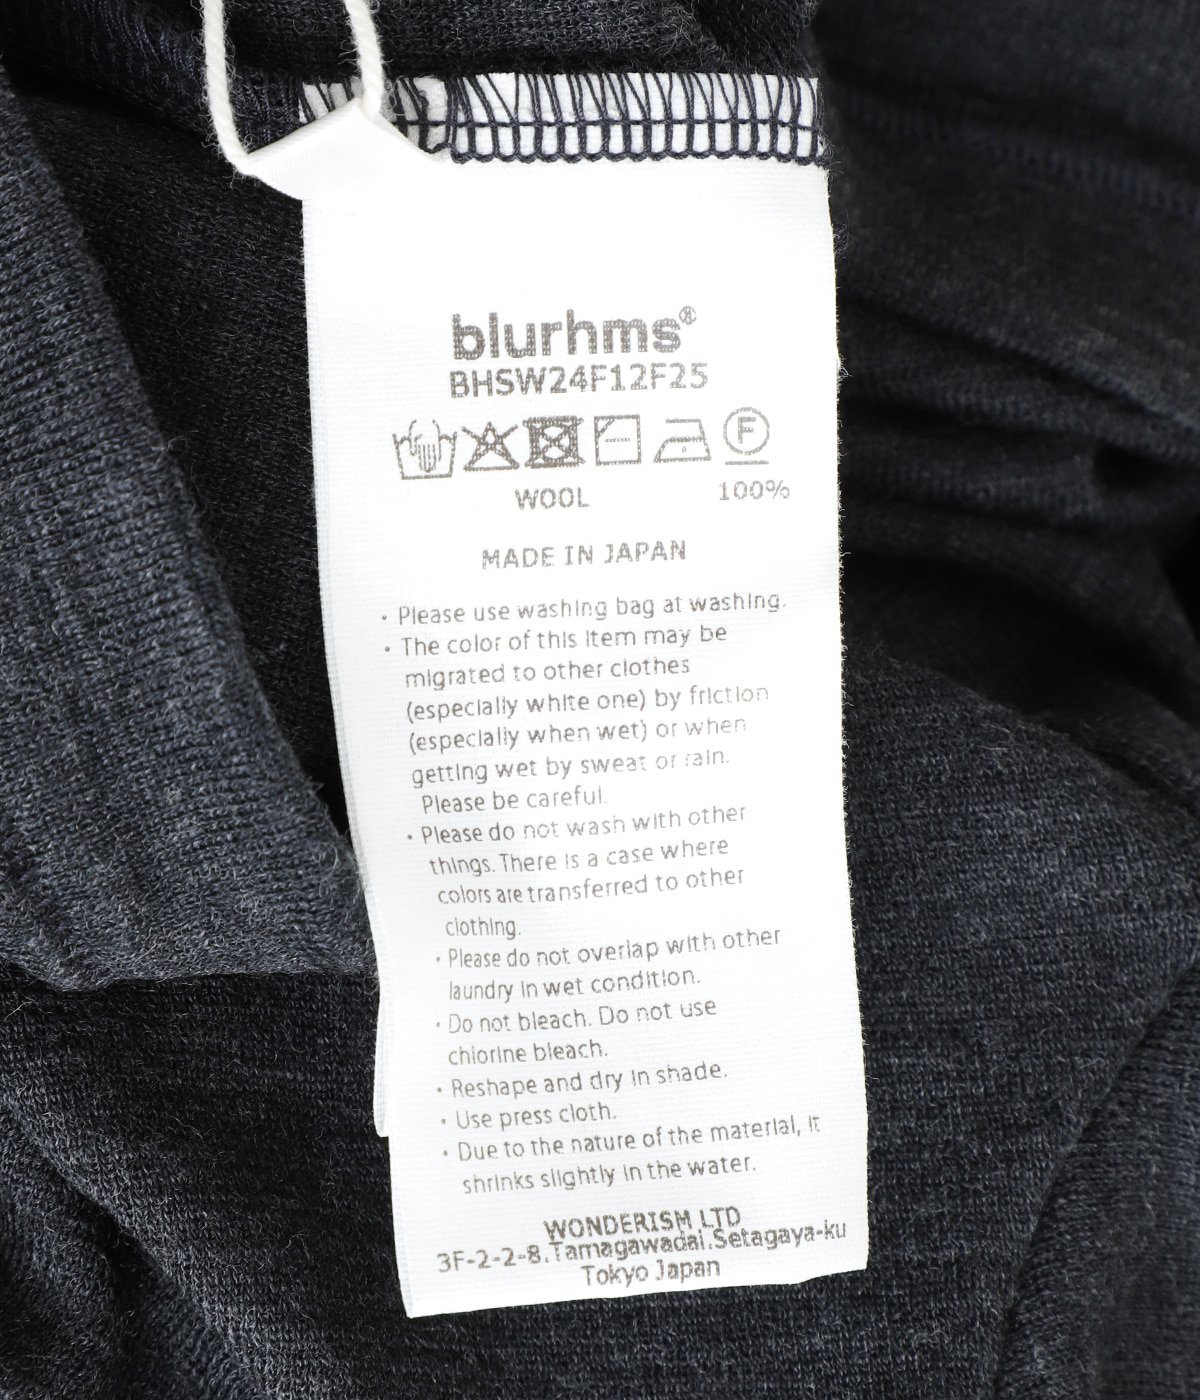 blurhms®
BHSW24F12F25
F
WOOL 100%
MADE IN JAPAN
· Please use washing bag at washing.
· The color of this item may be
migrated to other clothes
(especially white one) by friction
(especially when wet) or when
getting wet by sweat or rain.
Please be careful.
· Please do not wash with other
things. There is a case where
colors are transferred to other
clothing.
· Please do not overlap with other
laundry in wet condition.
· Do not bleach. Do not use
chlorine bleach.
· Reshape and dry in shade.
· Use press cloth.
· Due to the nature of the material, it
shrinks slightly in the water.
WONDERISM LTD
3F-2-2-8.Tamagawadai.Setagaya-ku
Tokyo Japan